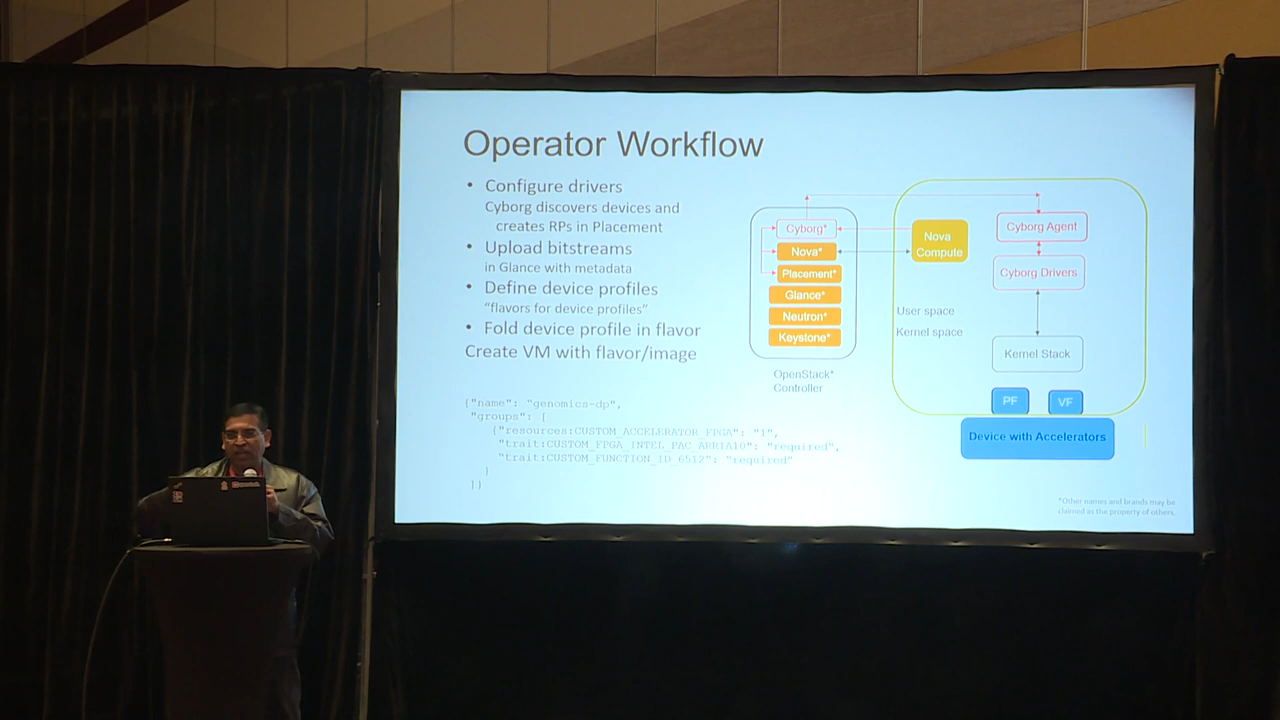 Operator Workflow
• Configure drivers
Cyborg discovers devices and
creates RPs in Placement
• Upload bitstreams
in Glance with metadata
• Define device profiles
“flavors for device profiles”
• Fold device profile in flavor
Create VM with flavor/image
{"name": "genomics-dp",
"groups": [
{"resources:CUSTOM_ACCELERATOR_FPGA": "1",
"trait:CUSTOM_FPGA_INTEL_PAC_ARRIA10": "required",
"trait:CUSTOM_FUNCTION_ID_6512": "required"
}
]}
Cyborg*
Nova*
Placement*
Glance*
Neutron*
Keystone*
OpenStack*
Controller
Nova
Compute
Cyborg Agent
Cyborg Drivers
User space
Kernel space
Kernel Stack
PF
VF
Device with Accelerators
*Other names and brands may be
claimed as the property of others.